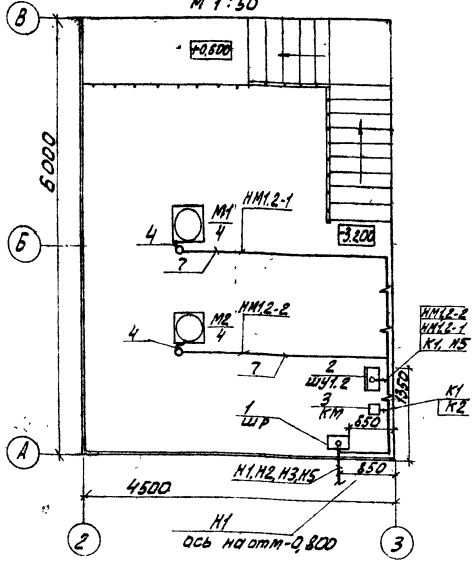 М 1:50
В
+0,600
6000
НМ1.2-1
М1
4
4
Б
7
-3.200
НМ1.2-2
М2
4
4
НМ1.2-2
НМ1.2-1
К1, Н5
7
2
ШУ1.2
1350
3
КМ
К1
К2
650
1
ШР
А
Н1,Н2,Н3,Н5
850
4500
Н1
ось на отм-0,800
2
3